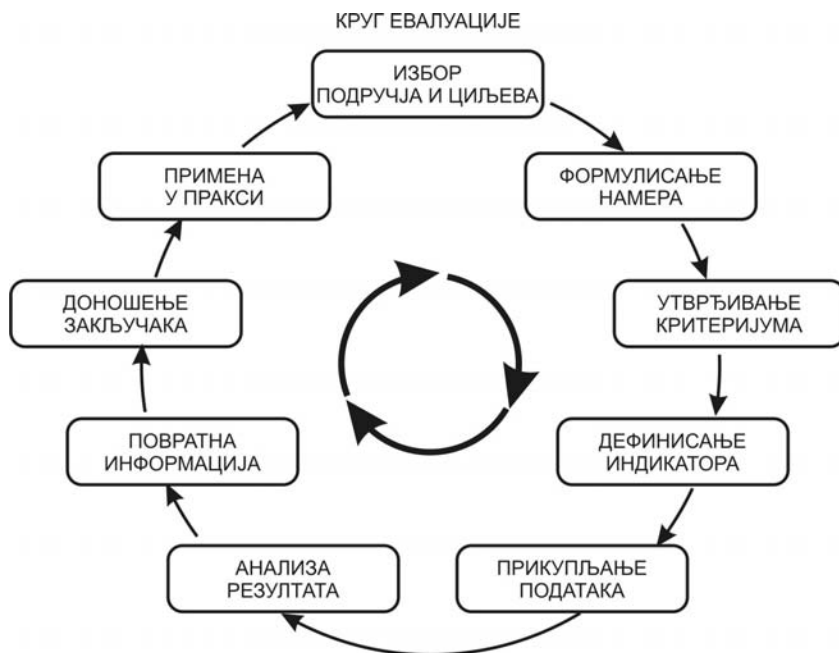 КРУГ ЕВАЛУАЦИЈЕ
ИЗБОР
ПОДРУЧЈА И ЦИЉЕВА
ФОРМУЛИСАЊЕ
НАМЕРА
УТВРЂИВАЊЕ
КРИТЕРИЈУМА
ДЕФИНИСАЊЕ
ИНДИКАТОРА
ПРИКУПЉАЊЕ
ПОДАТАКА
АНАЛИЗА
РЕЗУЛТАТА
ПОВРАТНА
ИНФОРМАЦИЈА
ДОНОШЕЊЕ
ЗАКЉУЧАКА
ПРИМЕНА
У ПРАКСИ